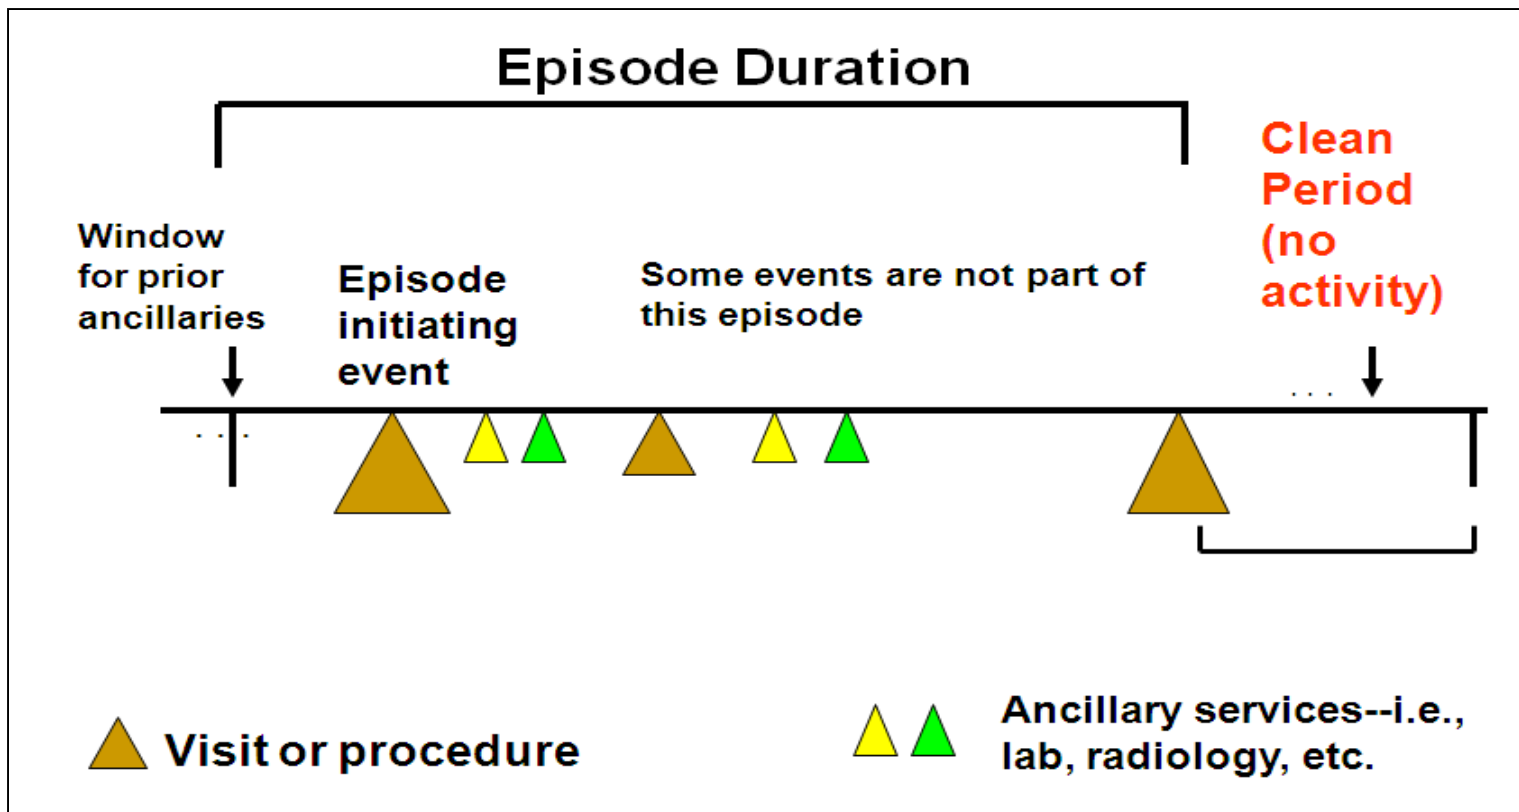 Episode Duration
Clean
Period
(no
activity)
Window
for prior
ancillaries
Episode
initiating
event
Some events are not part of
this episode
. . .
. . .
Visit or procedure
Ancillary services--i.e.,
lab, radiology, etc.